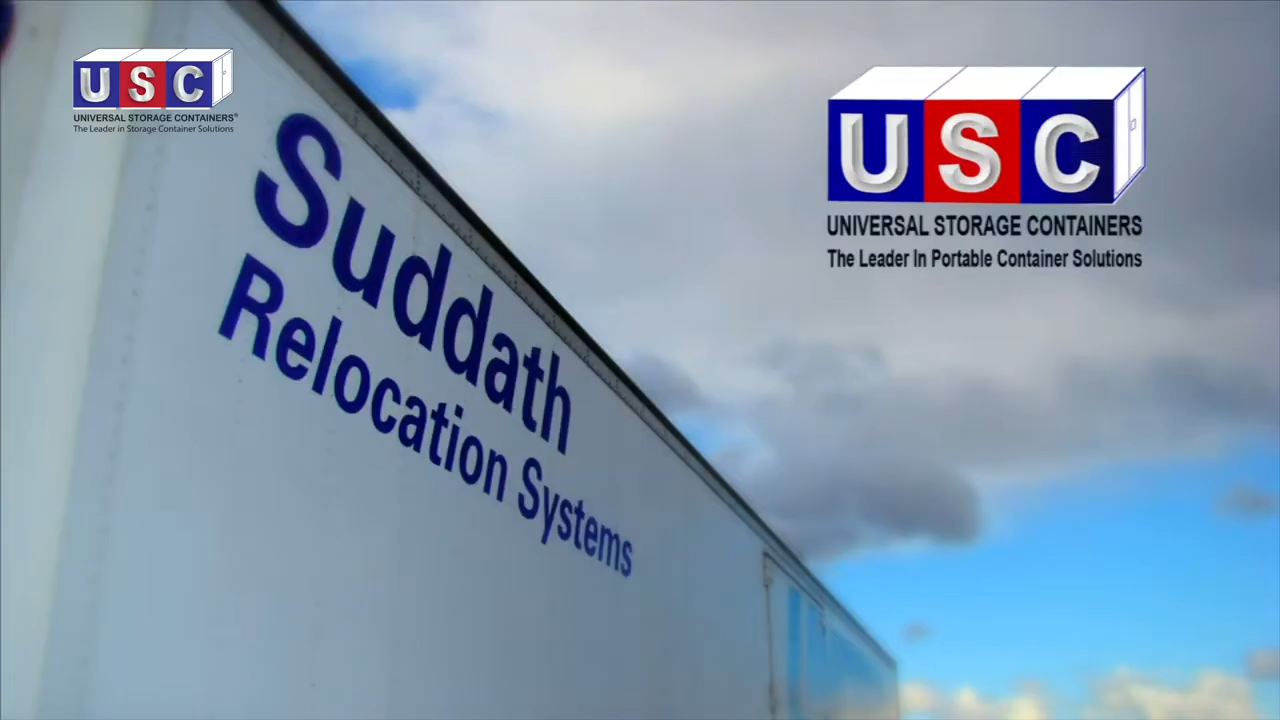 USC
UNIVERSAL STORAGE CONTAINERS®
The Leader in Storage Container Solutions
USC
UNIVERSAL STORAGE CONTAINERS
The Leader In Portable Container Solutions
Suddath
Relocation Systems